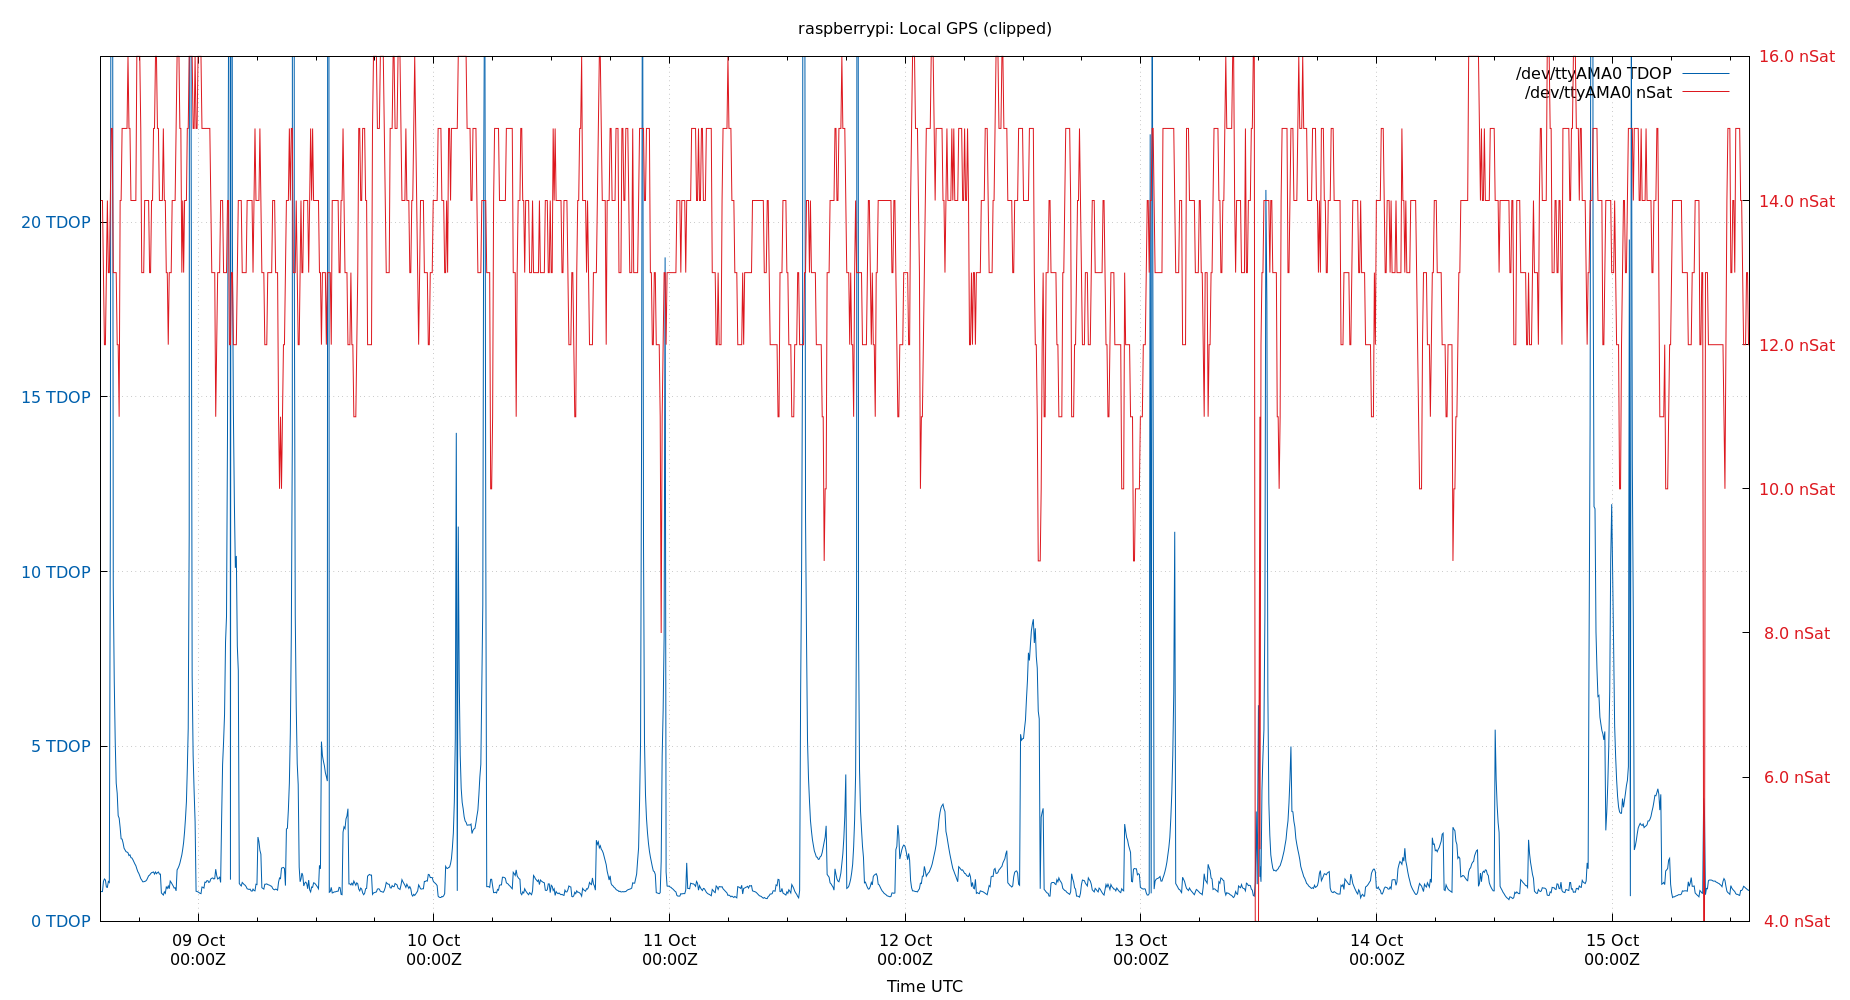 raspberrypi: Local GPS (clipped)
16.0 nSat
/dev/ttyAMA0 TDOP
/dev/ttyAMA0 nSat
14.0 nSat
20 TDOP
12.0 nSat
15 TDOP
10.0 nSat
10 TDOP
8.0 nSat
5 TDOP
6.0 nSat
0 TDOP
4.0 nSat
09 Oct
00:00Z
10 Oct
00:00Z
11 Oct
00:00Z
12 Oct
00:00Z
13 Oct
00:00Z
14 Oct
00:00Z
15 Oct
00:00Z
Time UTC